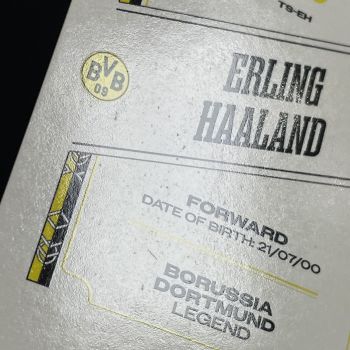 TS-EH
BVB
09
ERLING
HAALAND
FORWARD
DATE OF BIRTH: 21/07/00
BORUSSIA
DORTMUND
LEGEND